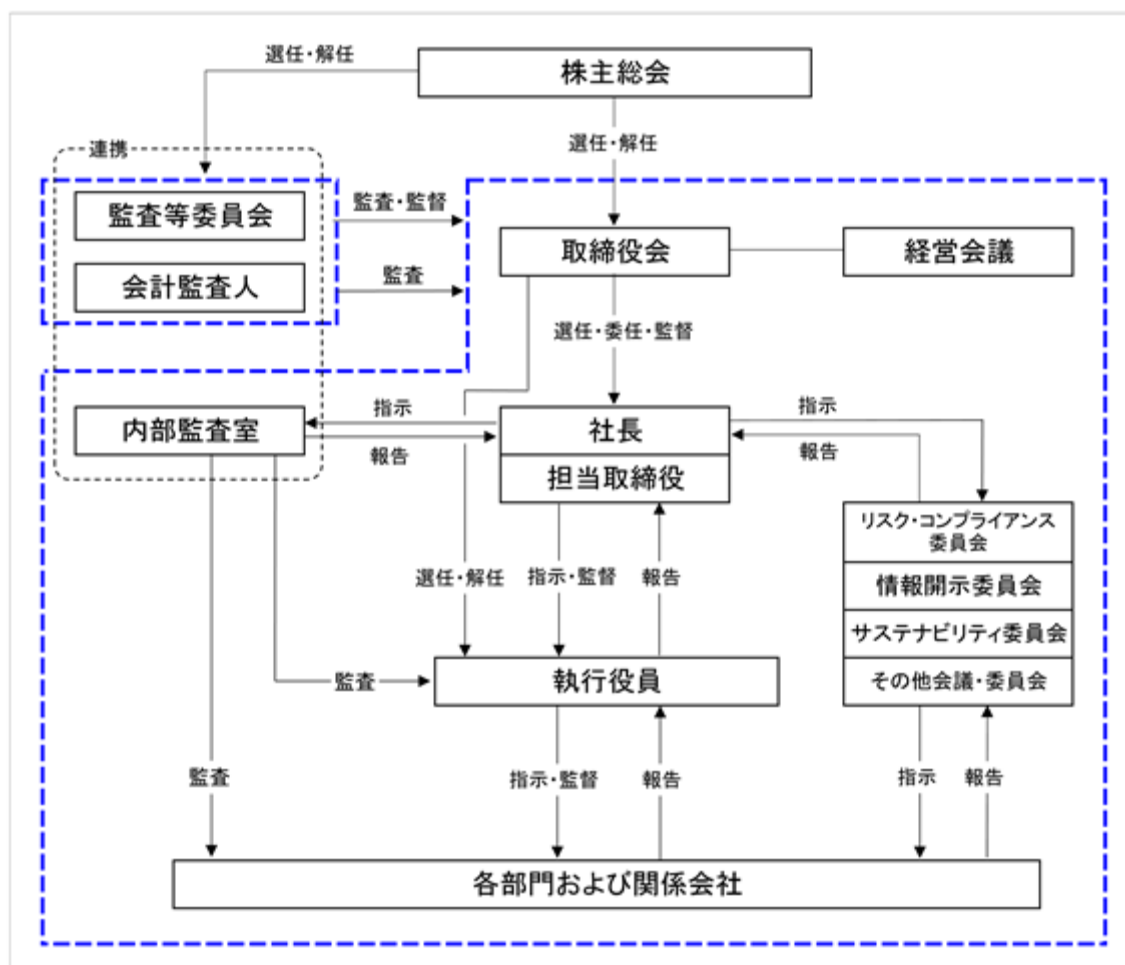 選任・解任
株主総会
選任・解任
連携
監査等委員会
監査・監督
取締役会
経営会議
会計監査人
監査
選任・委任・監督
内部監査室
指示
報告
社長
担当取締役
指示
報告
リスク・コンプライアンス
委員会
情報開示委員会
サステナビリティ委員会
その他会議・委員会
選任・解任
指示・監督
報告
監査
執行役員
監査
指示・監督
報告
指示
報告
各部門および関係会社